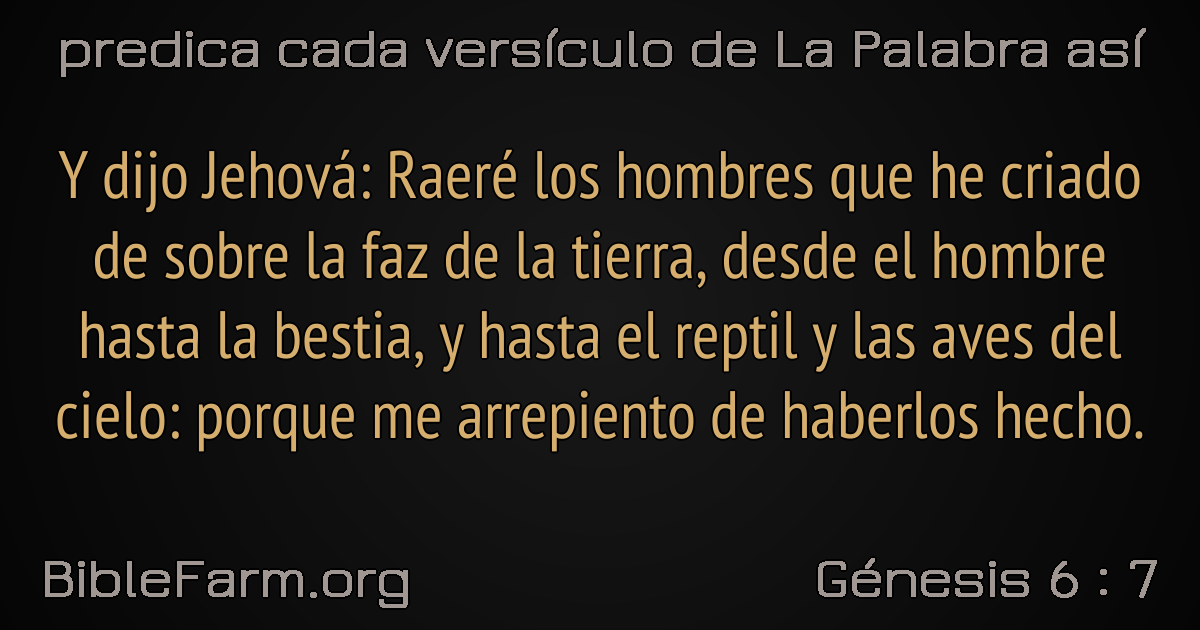 predica cada versículo de La Palabra así
Y dijo Jehová: Raeré los hombres que he criado
de sobre la faz de la tierra, desde el hombre
hasta la bestia, y hasta el reptil y las aves del
cielo: porque me arrepiento de haberlos hecho.
BibleFarm.org
Génesis 6 : 7